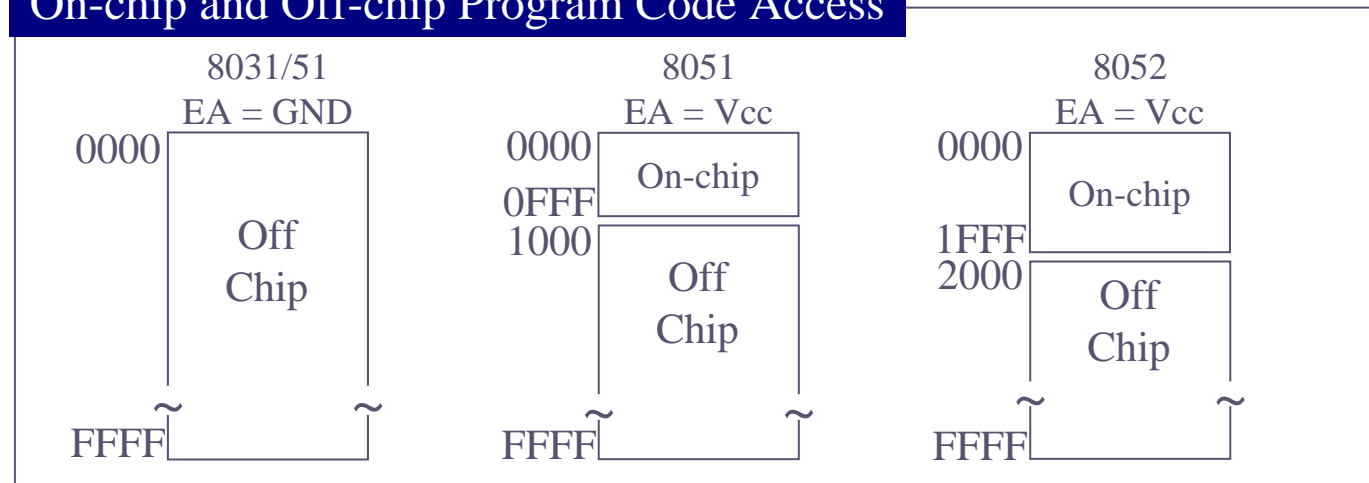 On-chip and Off-chip Program Code Access
8031/51
EA = GND
0000
Off
Chip
~ ~
FFFF
8051
EA = Vcc
0000
On-chip
0FFF
1000
Off
Chip
~ ~
FFFF
8052
EA = Vcc
0000
On-chip
1FFF
2000
Off
Chip
~ ~
FFFF